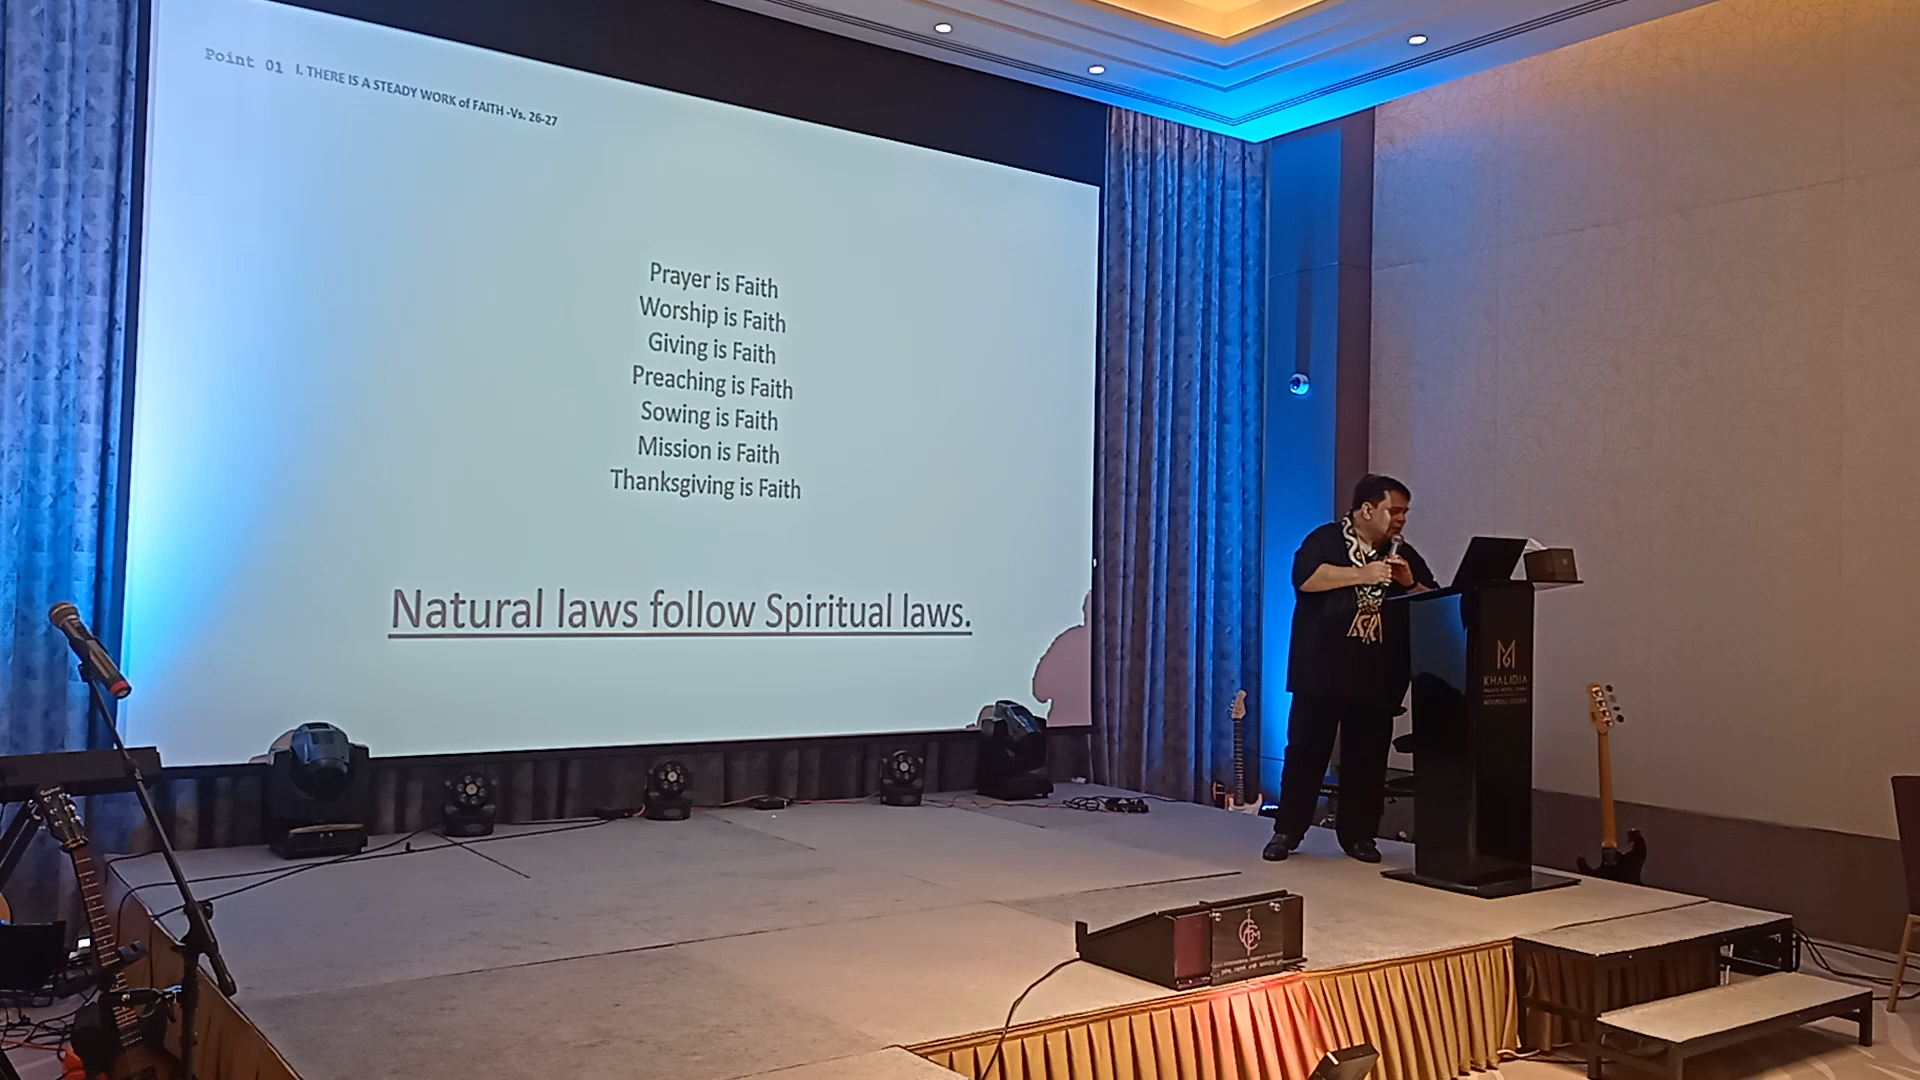 Point 01 I. THERE IS A STEADY WORK of FAITH -Vs. 26-27
Prayer is Faith
Worship is Faith
Giving is Faith
Preaching is Faith
Sowing is Faith
Mission is Faith
Thanksgiving is Faith
Natural laws follow Spiritual laws.
KHALIDIA